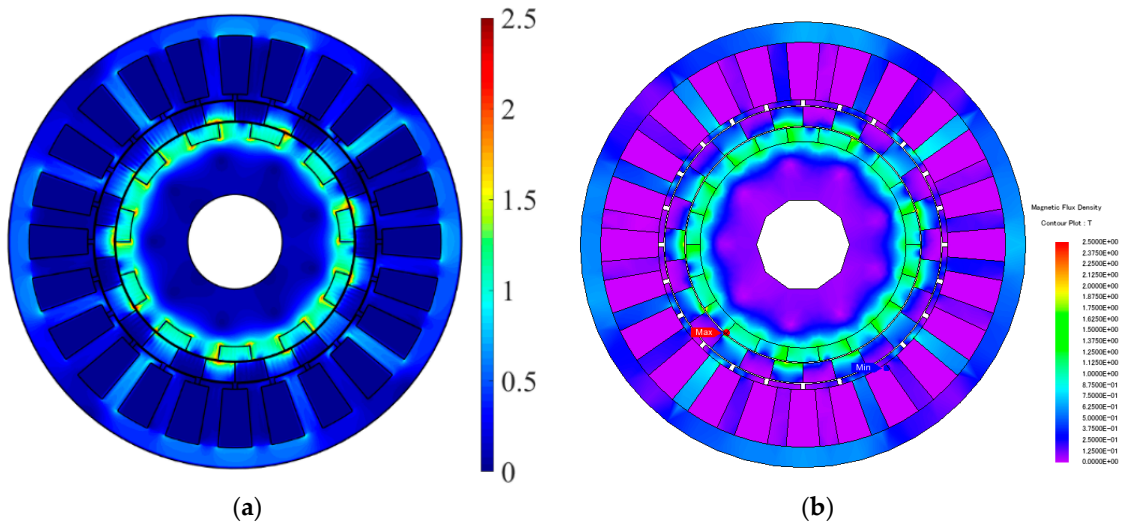 2.5
2
1.5
1
0.5
0
Max
Min
Magnetic Flux Density
Contour Plot : T
2.5000E+00
2.3750E+00
2.2500E+00
2.1250E+00
2.0000E+00
1.8750E+00
1.7500E+00
1.6250E+00
1.5000E+00
1.3750E+00
1.2500E+00
1.1250E+00
1.0000E+00
8.7500E-01
7.5000E-01
6.2500E-01
5.0000E-01
3.7500E-01
2.5000E-01
1.2500E-01
0.0000E+00
(a)
(b)